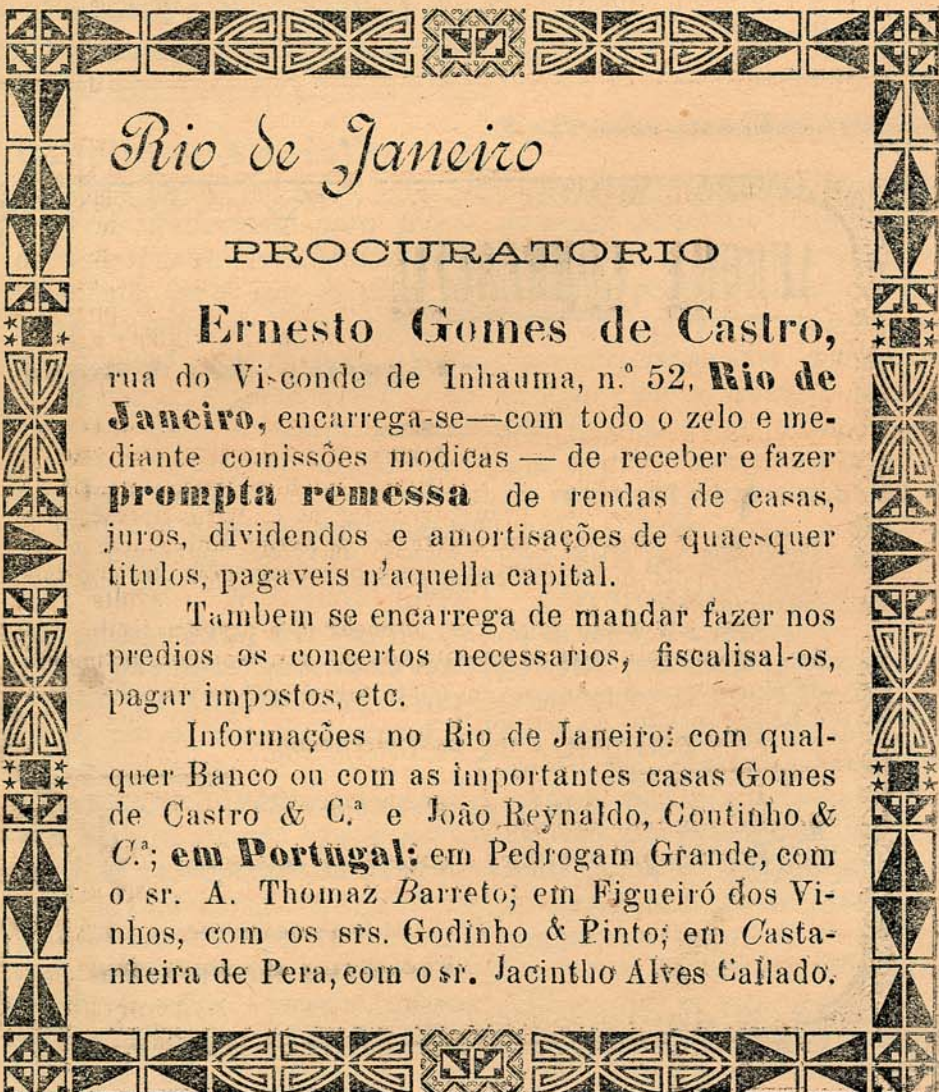 Rio de Janeiro
PROCURATORIO
Ernesto Gomes de Castro,
rua do Visconde de Inhauma, n.º 52, Rio de
Janeiro, encarrega-se—com todo o zelo e me-
diante comissões modicas — de receber e fazer
prompta remessa de rendas de casas,
juros, dividendos e amortisações de quaesquer
titulos, pagaveis n'aquella capital.
Tambem se encarrega de mandar fazer nos
predios os concertos necessarios, fiscalisal-os,
pagar impostos, etc.
Informações no Rio de Janeiro: com qual-
quer Banco ou com as importantes casas Gomes
de Castro & C.ª e João Reynaldo, Coutinho &
C.ª; em Portugal: em Pedrogam Grande, com
o sr. A. Thomaz Barreto; em Figueiró dos Vi-
nhos, com os srs. Godinho & Pinto; em Casta-
nheira de Pera, com o sr. Jacintho Alves Callado.